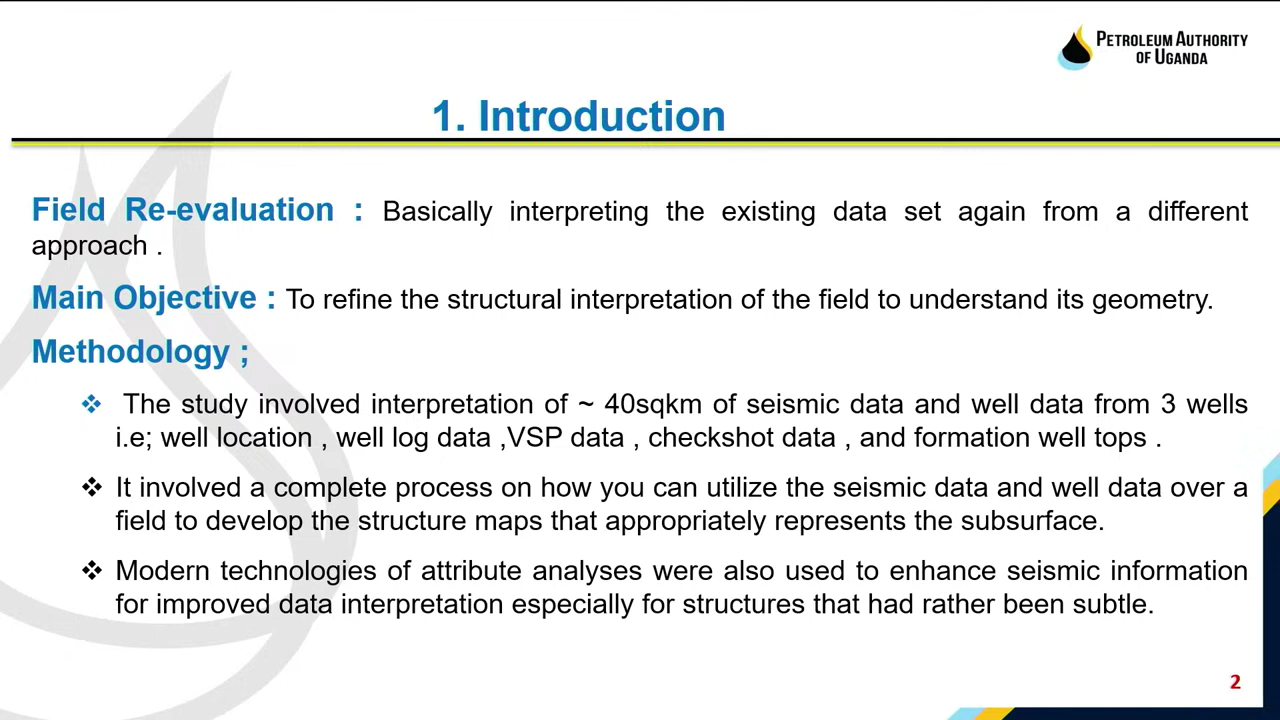 PETROLEUM AUTHORITY
OF UGANDA
1. Introduction
Field Re-evaluation : Basically interpreting the existing data set again from a different
approach .
Main Objective : To refine the structural interpretation of the field to understand its geometry.
Methodology ;
❖ The study involved interpretation of ~ 40sqkm of seismic data and well data from 3 wells
i.e; well location , well log data ,VSP data , checkshot data , and formation well tops .
❖ It involved a complete process on how you can utilize the seismic data and well data over a
field to develop the structure maps that appropriately represents the subsurface.
❖ Modern technologies of attribute analyses were also used to enhance seismic information
for improved data interpretation especially for structures that had rather been subtle.
2